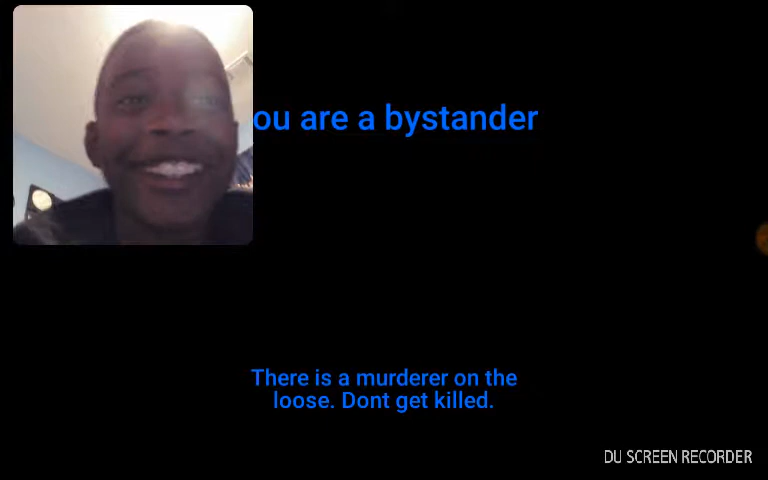 ou are a bystander
There is a murderer on the
loose. Dont get killed.
DU SCREEN RECORDER